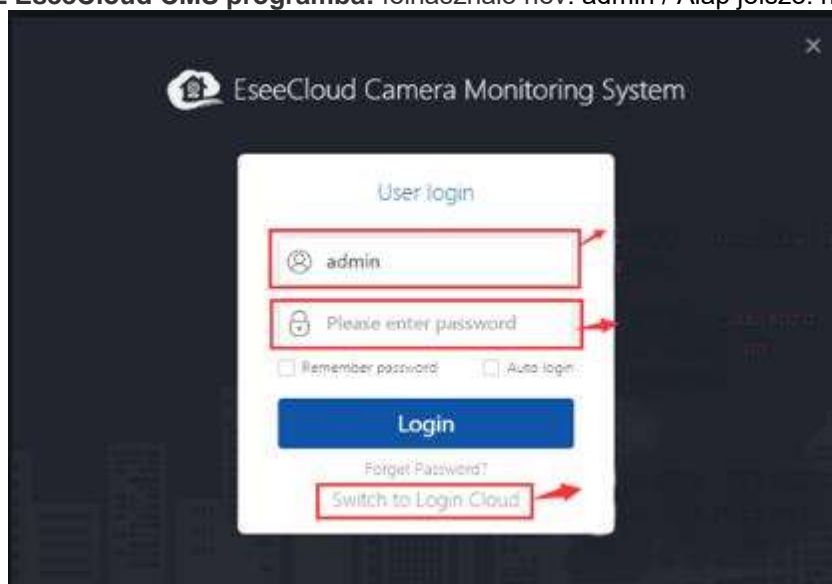 EseeCloud CMS programba: felhasználó név: admin / Alap jelszó:
EseeCloud Camera Monitoring System
User login
admin
Please enter password
Remember password Auto login
Login
Forget Password?
Switch to Login Cloud